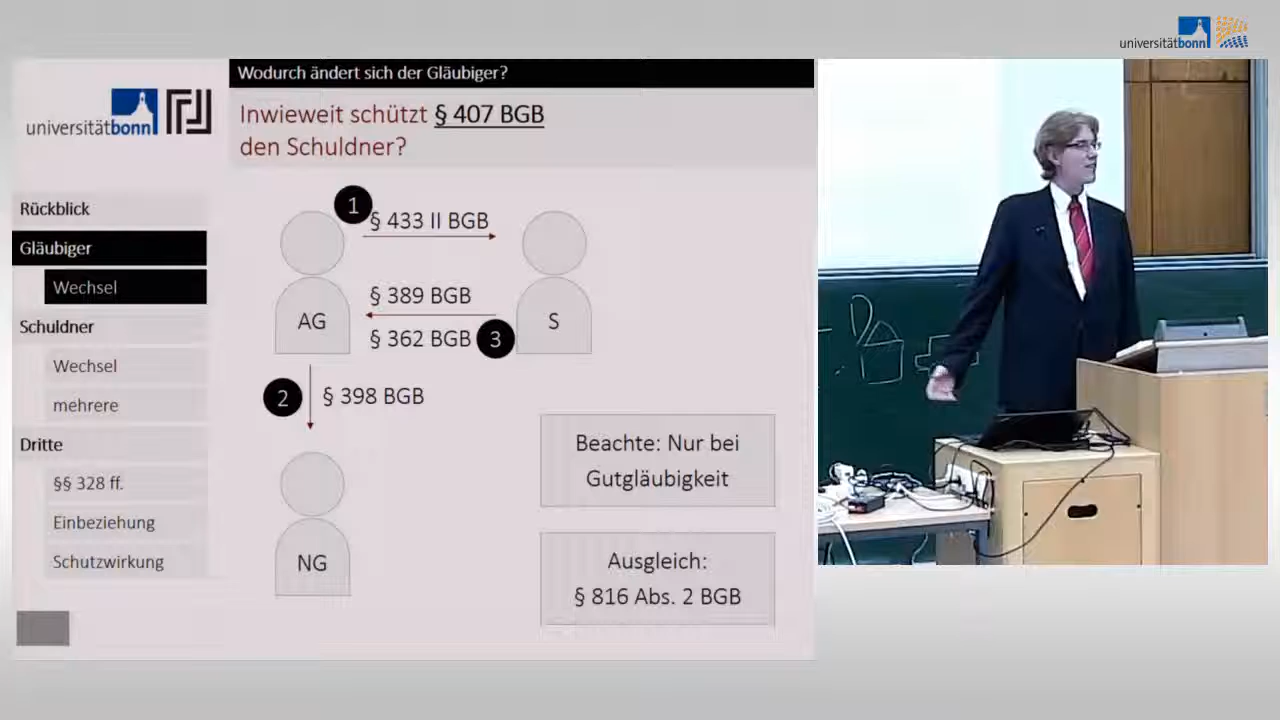 universitätbonn
Wodurch ändert sich der Gläubiger?
universitätbonn
Inwieweit schützt § 407 BGB
den Schuldner?
Rückblick
Gläubiger
Wechsel
Schuldner
Wechsel
mehrere
Dritte
§§ 328 ff.
Einbeziehung
Schutzwirkung
1
§ 433 II BGB
§ 389 BGB
AG
S
§ 362 BGB
3
2
§ 398 BGB
NG
Beachte: Nur bei
Gutgläubigkeit
Ausgleich:
§ 816 Abs. 2 BGB
D